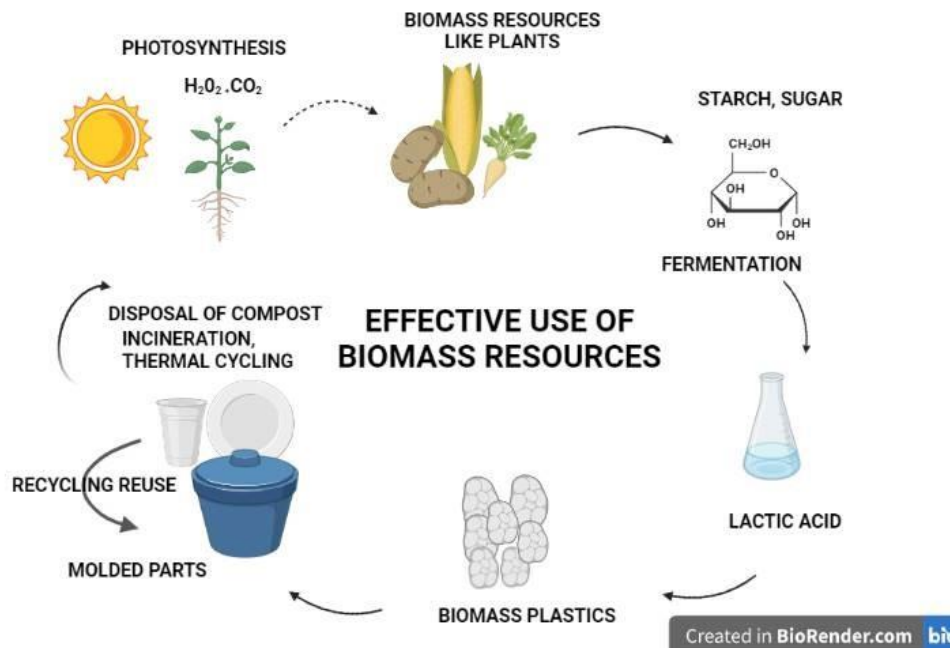 PHOTOSYNTHESIS
H₂0₂ .CO₂
BIOMASS RESOURCES
LIKE PLANTS
STARCH, SUGAR
CH₂OH
O
OH
OH
OH
OH
FERMENTATION
EFFECTIVE USE OF
BIOMASS RESOURCES
LACTIC ACID
BIOMASS PLASTICS
DISPOSAL OF COMPOST
INCINERATION,
THERMAL CYCLING
RECYCLING REUSE
MOLDED PARTS
Created in BioRender.com